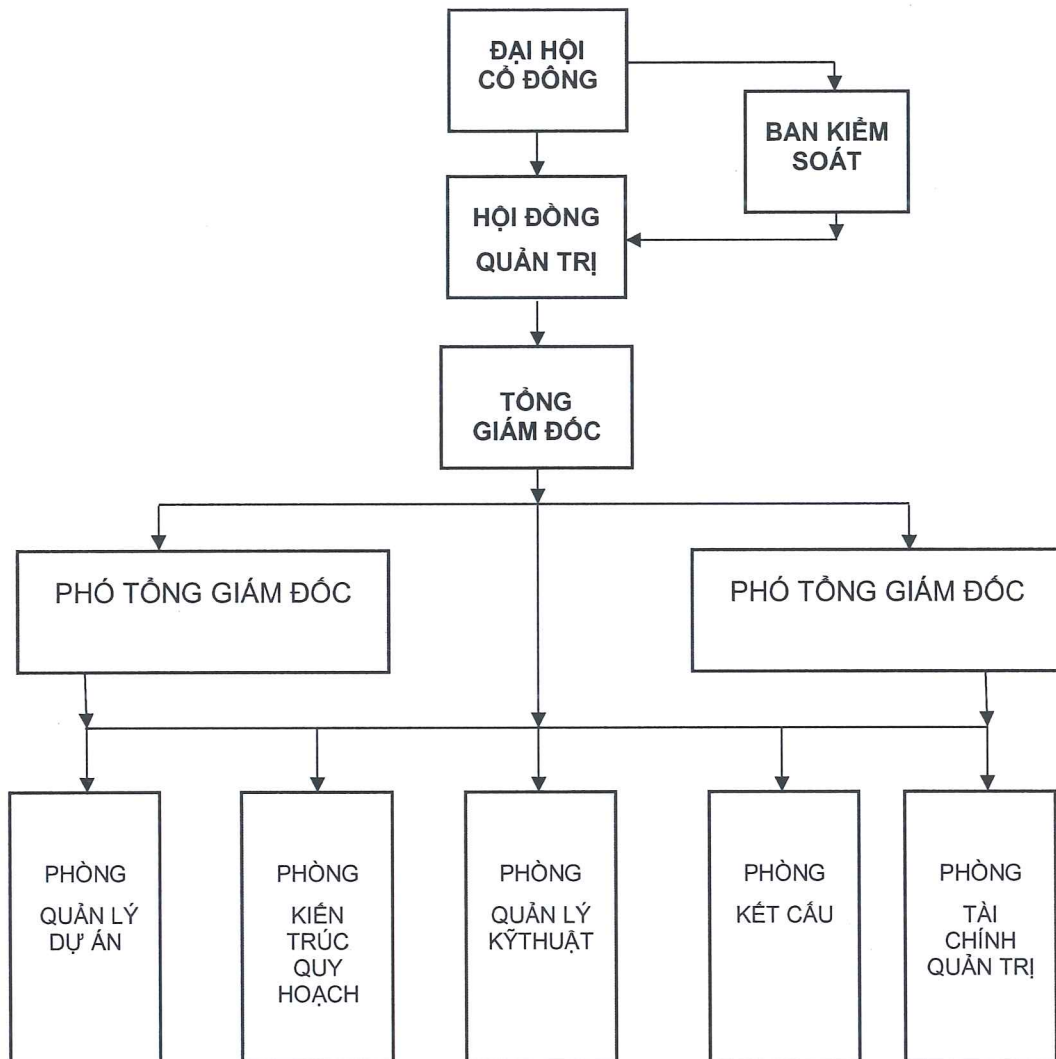 ĐẠI HỘI
CỔ ĐÔNG
BAN KIỂM
SOÁT
HỘI ĐỒNG
QUẢN TRỊ
TỔNG
GIÁM ĐỐC
PHÓ TỔNG GIÁM ĐỐC
PHÓ TỔNG GIÁM ĐỐC
PHÒNG
QUẢN LÝ
DỰ ÁN
PHÒNG
KIẾN
TRÚC
QUY
HOẠCH
PHÒNG
QUẢN LÝ
KỸTHUẬT
PHÒNG
KẾT CẤU
PHÒNG
TÀI
CHÍNH
QUẢN TRỊ